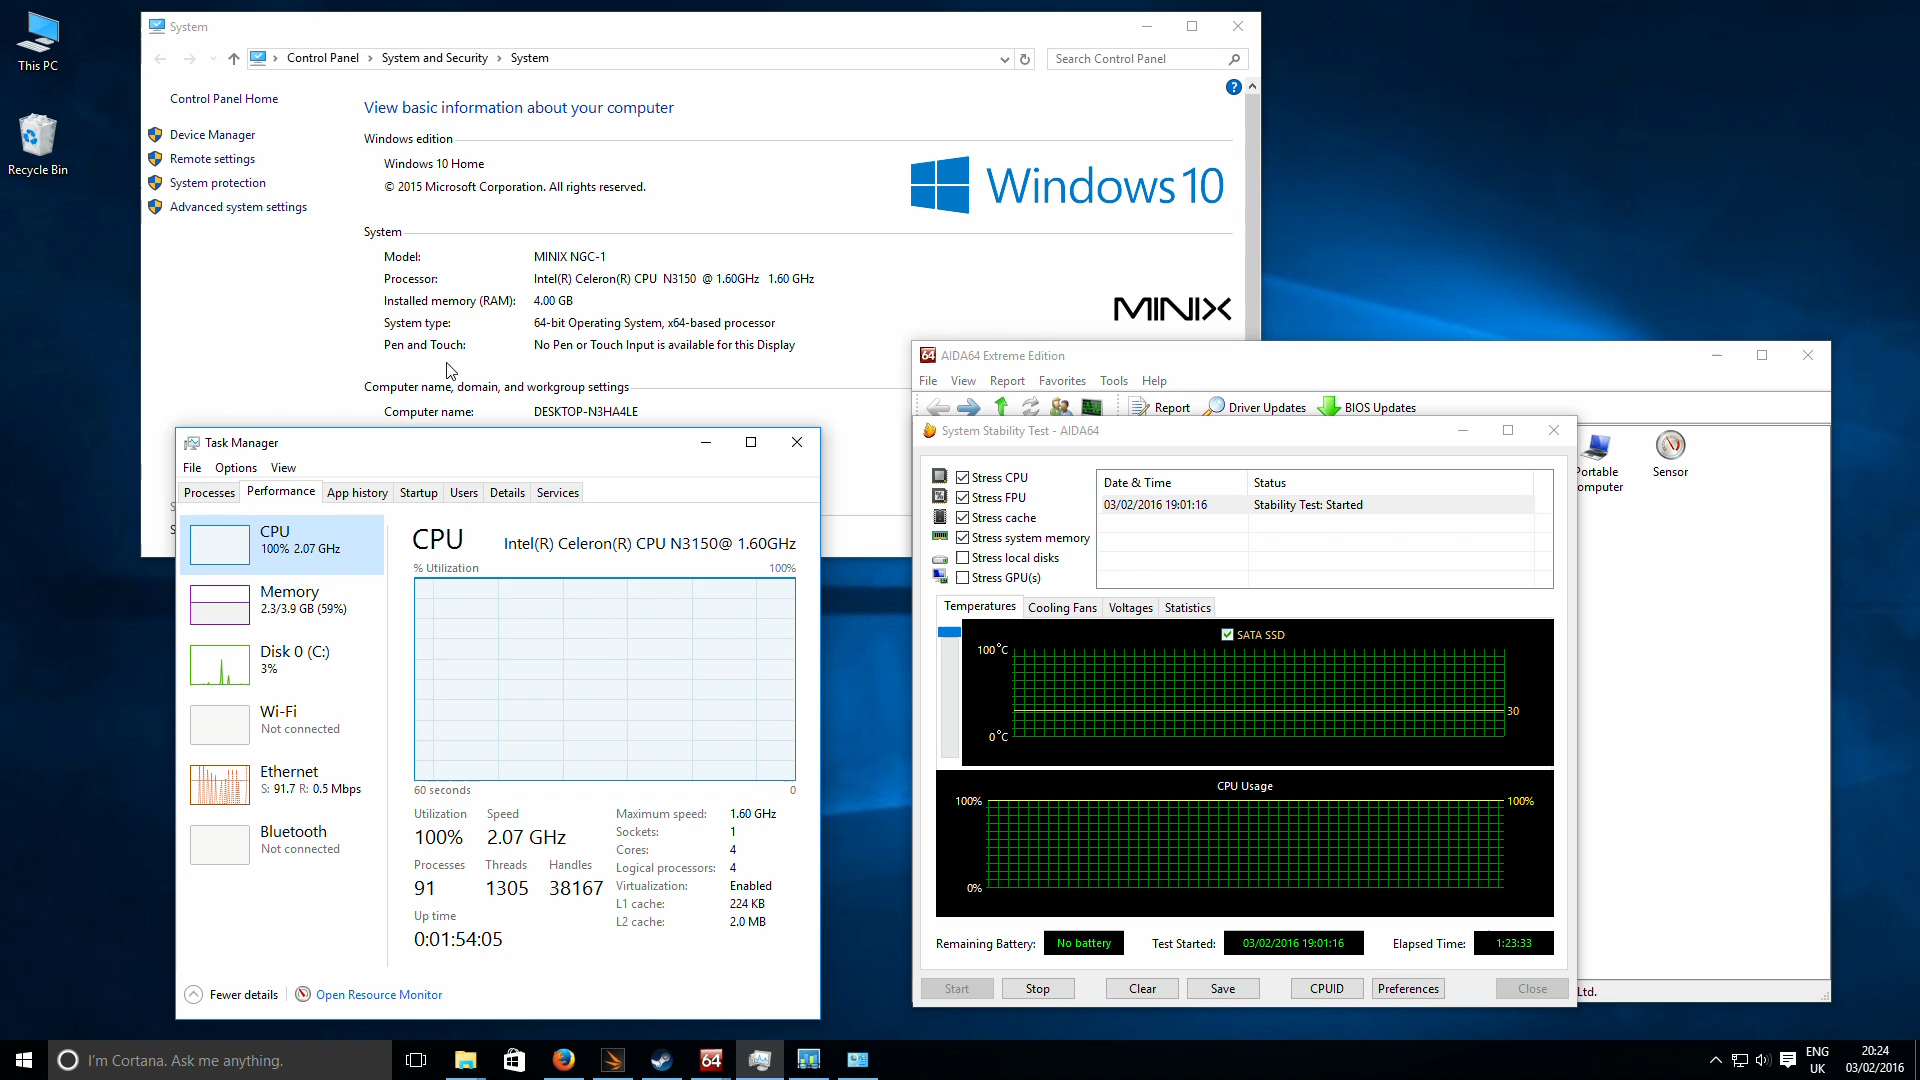 This PC
Recycle Bin
System
Control Panel > System and Security > System
Search Control Panel
Control Panel Home
Device Manager
Remote settings
System protection
Advanced system settings
View basic information about your computer
Windows edition
Windows 10 Home
© 2015 Microsoft Corporation. All rights reserved.
Windows 10
System
Model: MINIX NGC-1
Processor: Intel(R) Celeron(R) CPU N3150 @ 1.60GHz 1.60 GHz
Installed memory (RAM): 4.00 GB
System type: 64-bit Operating System, x64-based processor
Pen and Touch: No Pen or Touch Input is available for this Display
MINIX
Computer name, domain, and workgroup settings
Computer name: DESKTOP-N3HA4LE
Task Manager
File Options View
Processes Performance App history Startup Users Details Services
CPU
100% 2.07 GHz
Memory
2.3/3.9 GB (59%)
Disk 0 (C:)
3%
Wi-Fi
Not connected
Ethernet
S: 91.7 R: 0.5 Mbps
Bluetooth
Not connected
CPU Intel(R) Celeron(R) CPU N3150@ 1.60GHz
% Utilization 100%
60 seconds 0
Utilization Speed
100% 2.07 GHz
Processes Threads Handles
91 1305 38167
Up time
0:01:54:05
Maximum speed: 1.60 GHz
Sockets: 1
Cores: 4
Logical processors: 4
Virtualization: Enabled
L1 cache: 224 KB
L2 cache: 2.0 MB
Fewer details Open Resource Monitor
64 AIDA64 Extreme Edition
File View Report Favorites Tools Help
Report Driver Updates BIOS Updates
Sensor
Ltd.
System Stability Test - AIDA64
Stress CPU
Stress FPU
Stress cache
Stress system memory
Stress local disks
Stress GPU(s)
Date & Time Status
03/02/2016 19:01:16 Stability Test: Started
Temperatures Cooling Fans Voltages Statistics
SATA SSD
100°C
30
0°C
CPU Usage
100% 100%
0%
Remaining Battery: No battery Test Started: 03/02/2016 19:01:16 Elapsed Time: 1:23:33
Start Stop Clear Save CPUID Preferences Close
I'm Cortana. Ask me anything.
64
ENG
UK
20:24
03/02/2016